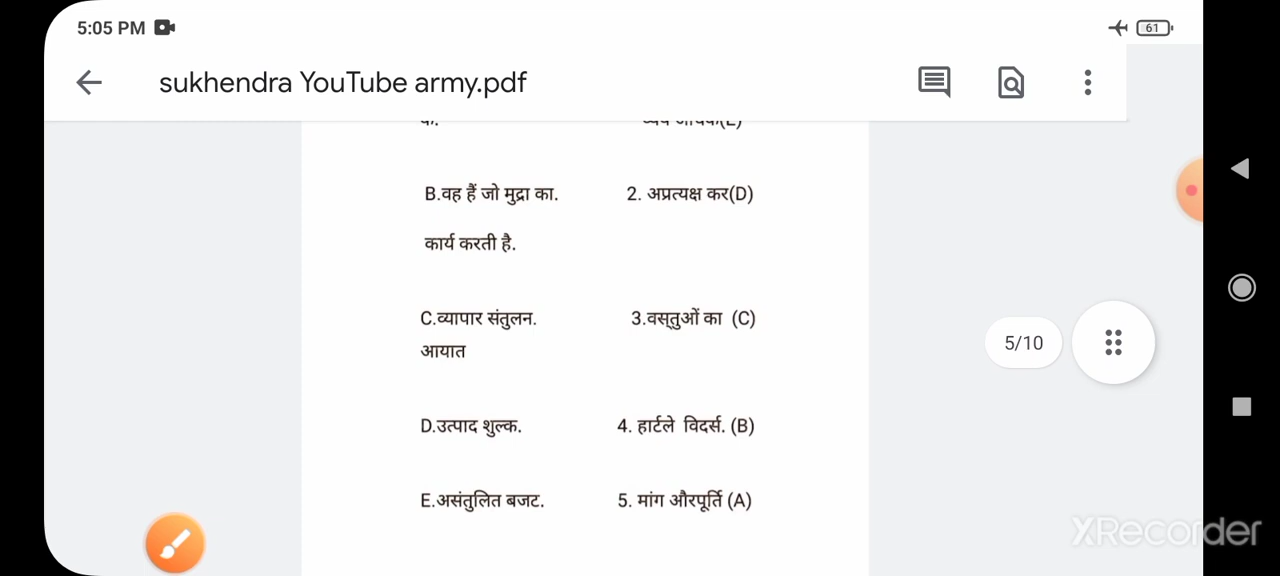 5:05 PM 61
sukhendra YouTube army.pdf
B.वह हैं जो मुद्रा का. 2. अप्रत्यक्ष कर(D)
कार्य करती है.
C.व्यापार संतुलन. 3.वस्तुओं का (C)
आयात
5/10
D.उत्पाद शुल्क. 4. हार्टले विदर्स. (B)
E.असंतुलित बजट. 5. मांग औरपूर्ति (A)
XRecorder